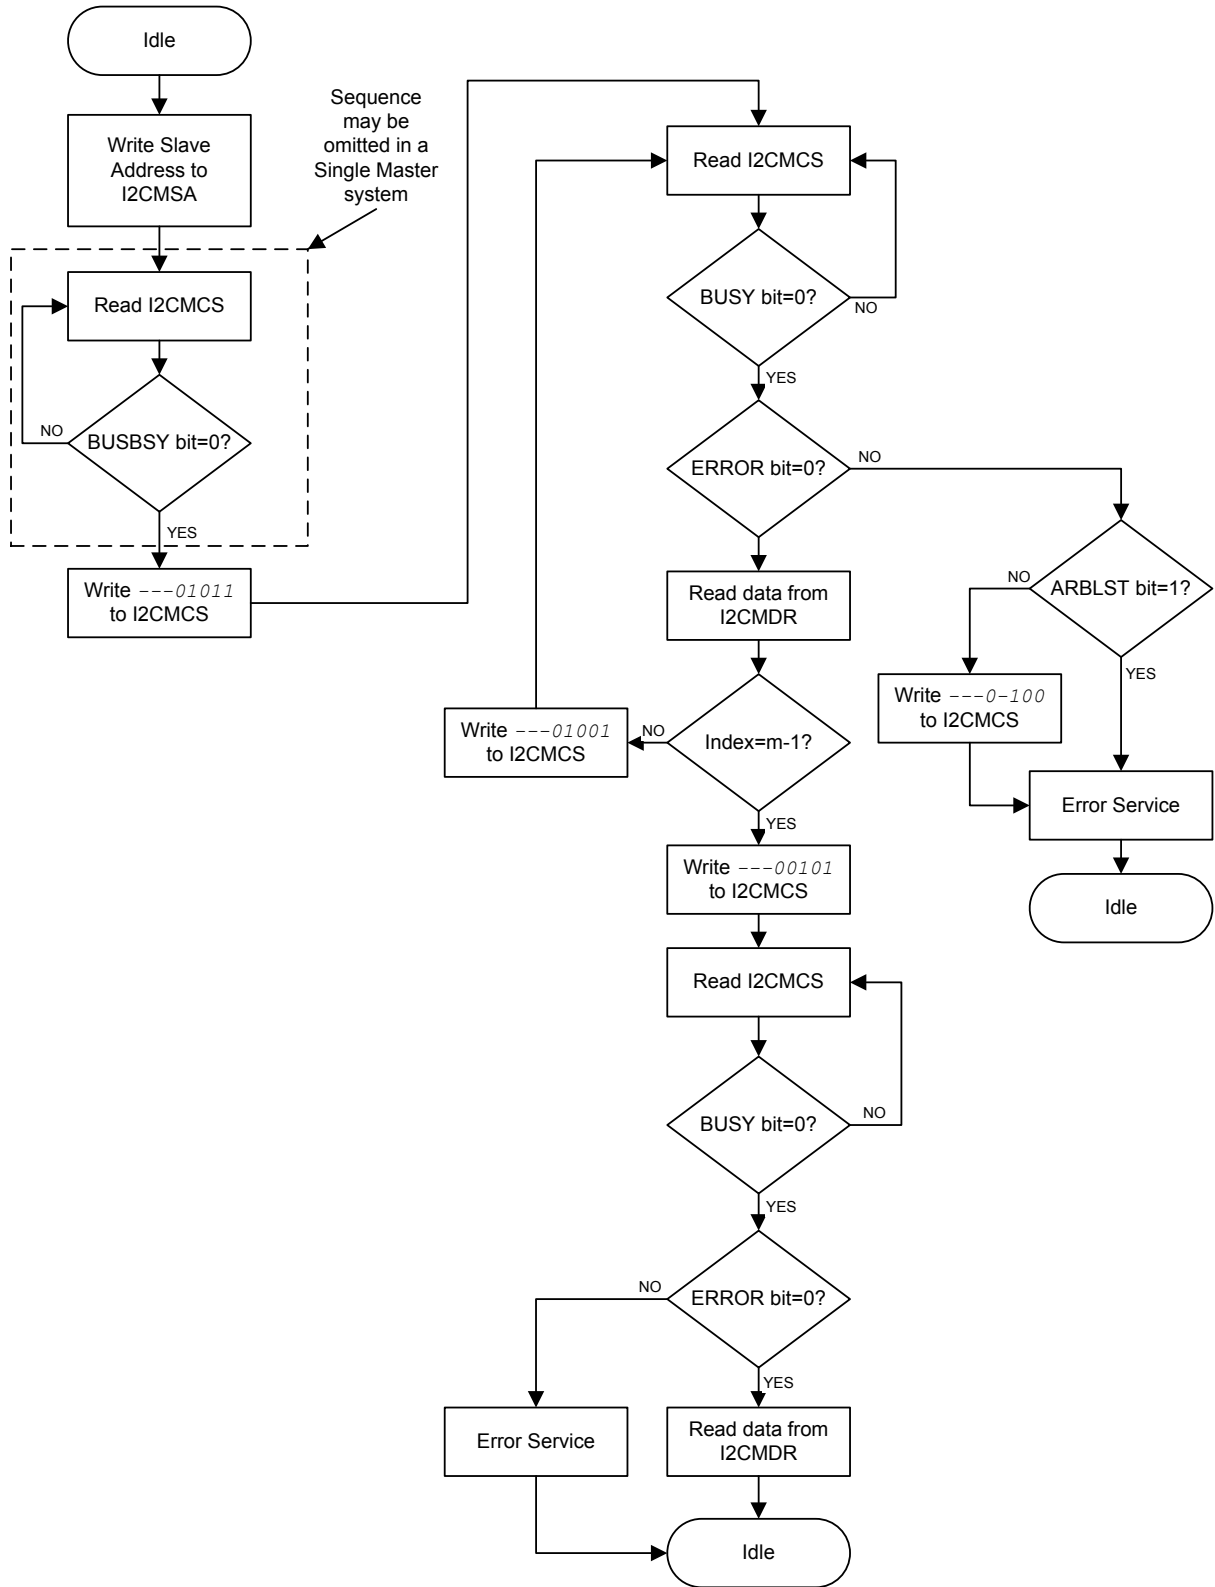 Idle
Write Slave
Address to
I2CMSA
Sequence
may be
omitted in a
Single Master
system
Read I2CMCS
BUSBSY bit=0?
NO
YES
Write ---01011
to I2CMCS
Read I2CMCS
BUSY bit=0?
NO
YES
ERROR bit=0?
NO
YES
ARBLST bit=1?
NO
YES
Write ---0-100
to I2CMCS
Error Service
Idle
Read data from
I2CMDR
Index=m-1?
NO
Write ---01001
to I2CMCS
YES
Write ---00101
to I2CMCS
Read I2CMCS
BUSY bit=0?
NO
YES
ERROR bit=0?
NO
YES
Error Service
Read data from
I2CMDR
Idle